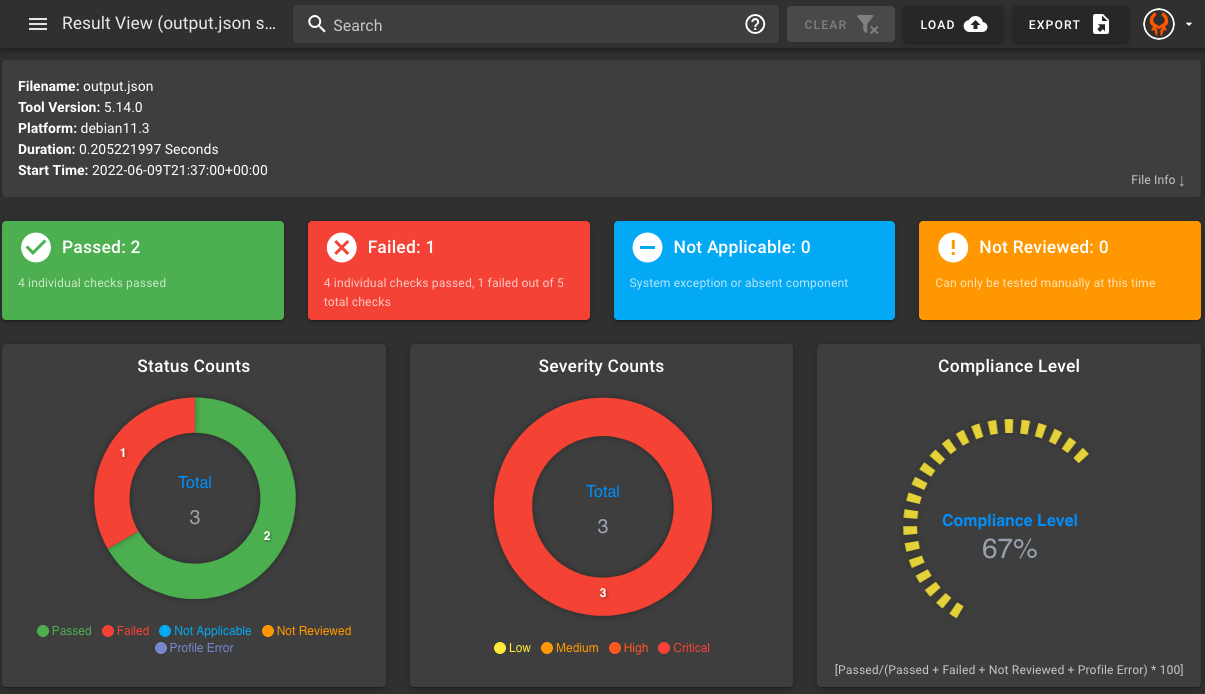 Result View (output.json s...
Search
CLEAR
LOAD
EXPORT
Filename: output.json
Tool Version: 5.14.0
Platform: debian11.3
Duration: 0.205221997 Seconds
Start Time: 2022-06-09T21:37:00+00:00
File Info ↓
Passed: 2
4 individual checks passed
Failed: 1
4 individual checks passed, 1 failed out of 5
total checks
Not Applicable: 0
System exception or absent component
Not Reviewed: 0
Can only be tested manually at this time
Status Counts
1
Total
3
2
Passed Failed Not Applicable Not Reviewed
Profile Error
Severity Counts
Total
3
3
Low Medium High Critical
Compliance Level
Compliance Level
67%
[Passed/(Passed + Failed + Not Reviewed + Profile Error) * 100]